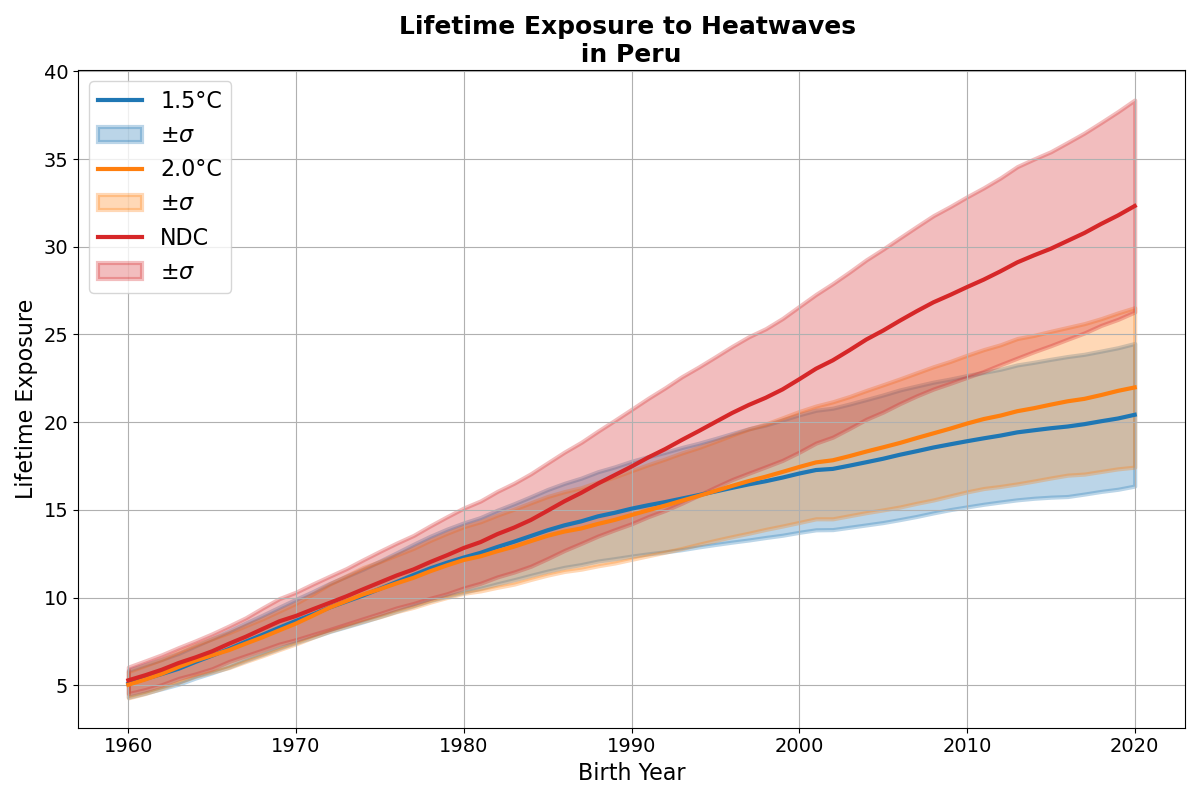 Lifetime Exposure to Heatwaves
in Peru
40
35
30
25
20
15
10
5
Lifetime Exposure
1.5°C
±σ
2.0°C
±σ
NDC
±σ
1960
1970
1980
1990
2000
2010
2020
Birth Year